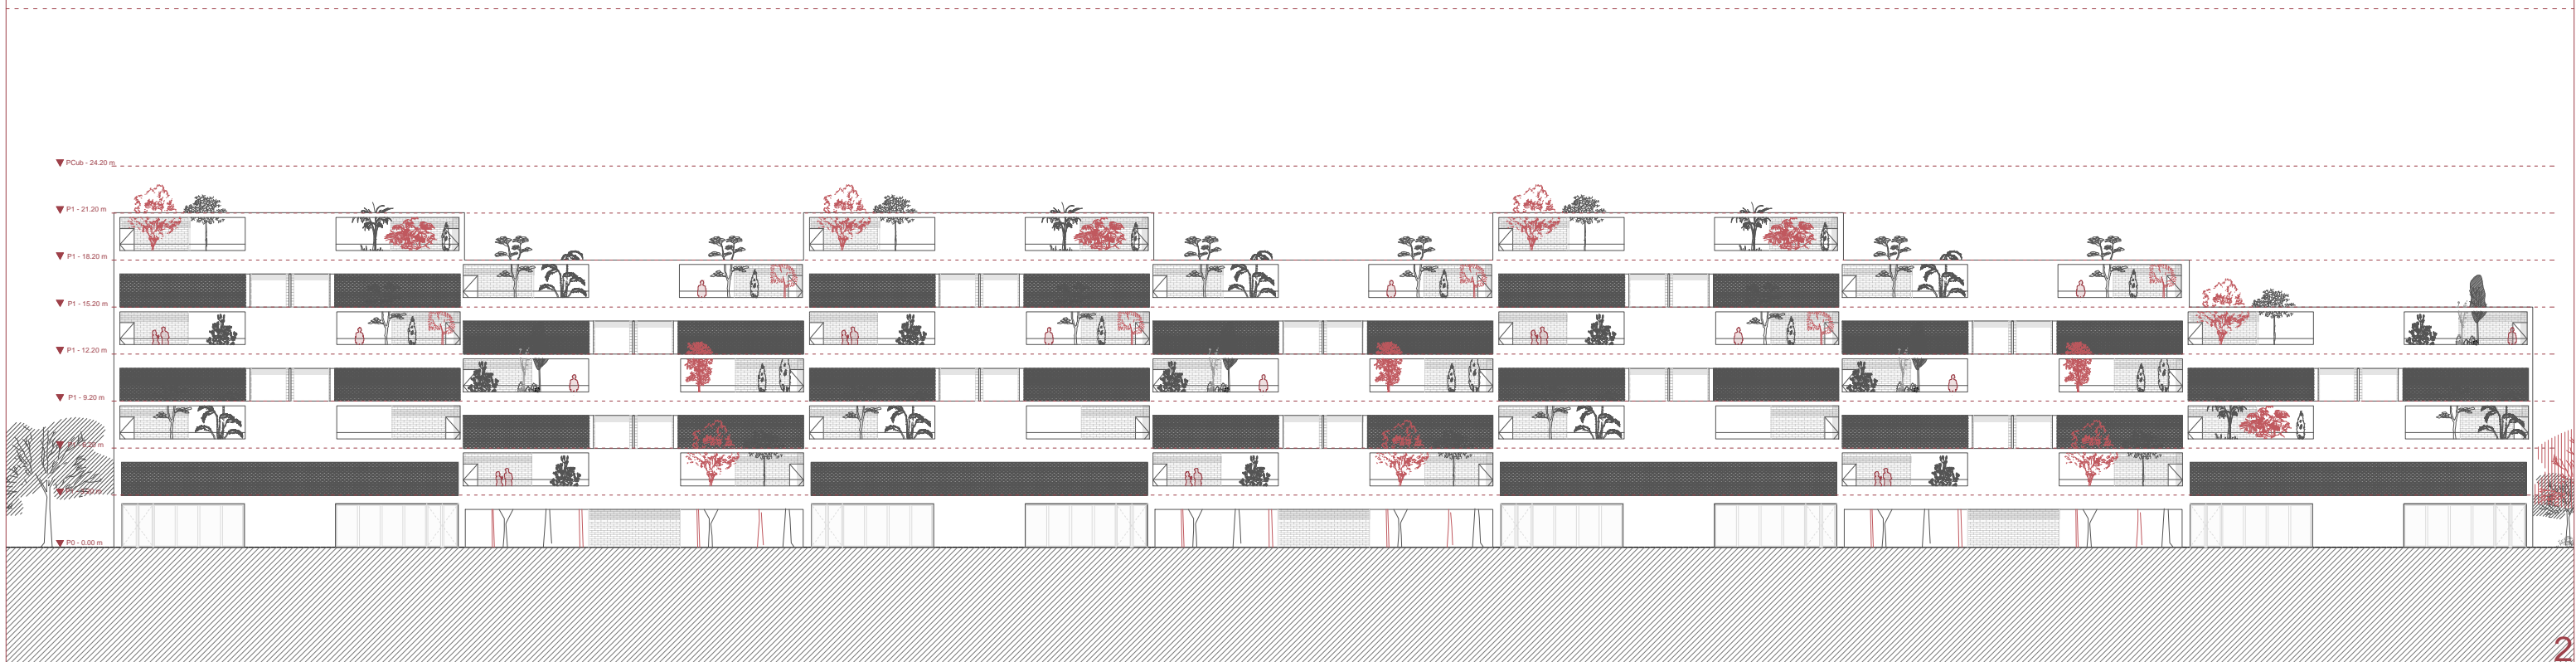 PCub - 24.20 m
P1 - 21.20 m
P1 - 18.20 m
P1 - 15.20 m
P1 - 12.20 m
P1 - 9.20 m
P0 - 0.00 m
2